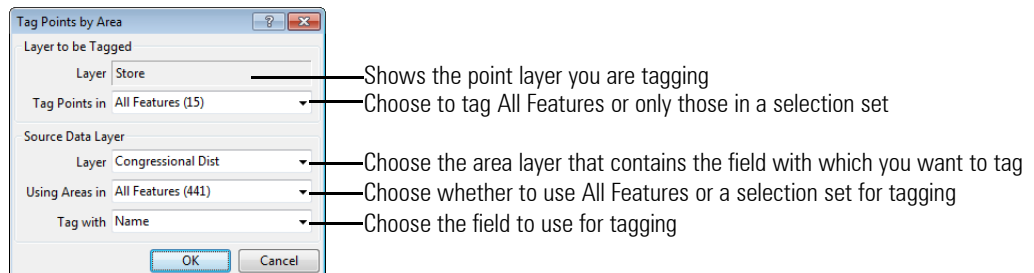 Tag Points by Area
Layer to be Tagged
Layer Store
Shows the point layer you are tagging
Tag Points in All Features (15)
Choose to tag All Features or only those in a selection set
Source Data Layer
Layer Congressional Dist
Choose the area layer that contains the field with which you want to tag
Using Areas in All Features (441)
Choose whether to use All Features or a selection set for tagging
Tag with Name
Choose the field to use for tagging
OK Cancel